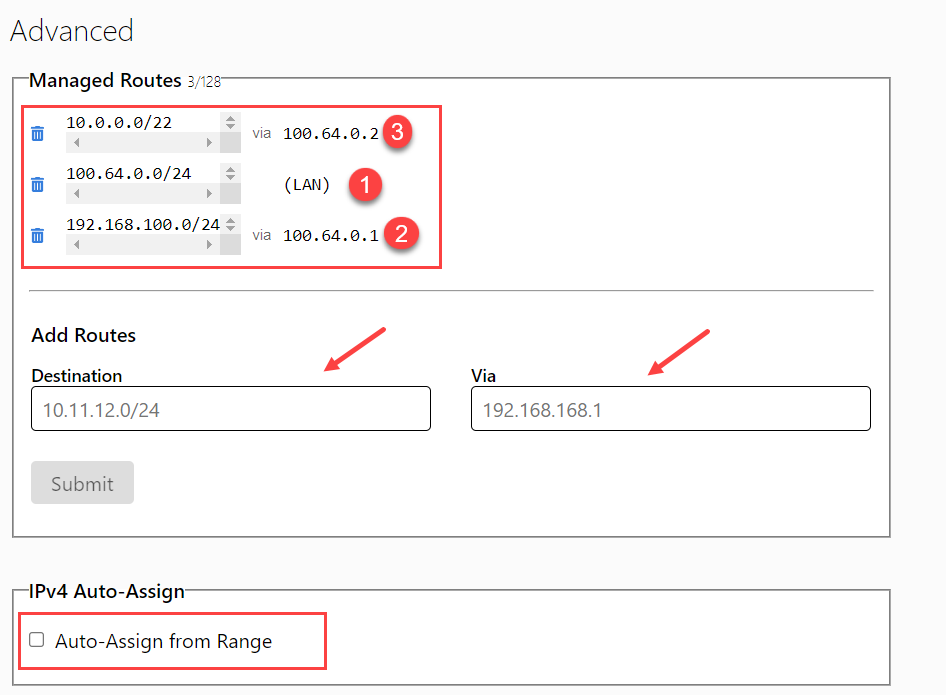 Advanced
Managed Routes 3/128
10.0.0.0/22 via 100.64.0.2 3
100.64.0.0/24 (LAN) 1
192.168.100.0/24 via 100.64.0.1 2
Add Routes
Destination Via
10.11.12.0/24 192.168.168.1
Submit
IPv4 Auto-Assign
Auto-Assign from Range